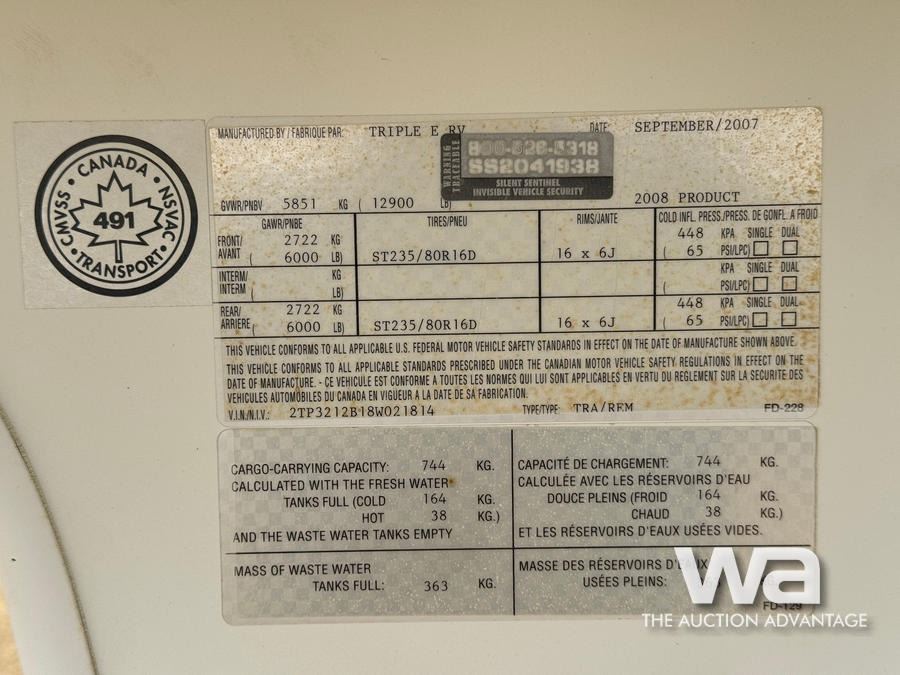 CANADA
CMVSS
NSVAC
491
TRANSPORT
MANUFACTURED BY / FABRIQUE PAR: TRIPLE E RV DATE: SEPTEMBER/2007
WARNING TRACEABLE
SS2041938
SILENT SENTINEL
INVISIBLE VEHICLE SECURITY
GVWR/PNBV 5851 KG ( 12900 LB) 2008 PRODUCT
GAWR/PNBE TIRES/PNEU RIMS/JANTE COLD INFL. PRESS./PRESS. DE GONFL. A FROID
FRONT/ 2722 KG 448 KPA SINGLE DUAL
AVANT ( 6000 LB) ST235/80R16D 16 x 6J ( 65 PSI/LPC)
INTERM/ KG KPA SINGLE DUAL
INTERM ( LB) ( PSI/LPC)
REAR/ 2722 KG 448 KPA SINGLE DUAL
ARRIERE ( 6000 LB) ST235/80R16D 16 x 6J ( 65 PSI/LPC)
THIS VEHICLE CONFORMS TO ALL APPLICABLE U.S. FEDERAL MOTOR VEHICLE SAFETY STANDARDS IN EFFECT ON THE DATE OF MANUFACTURE SHOWN ABOVE.
THIS VEHICLE CONFORMS TO ALL APPLICABLE STANDARDS PRESCRIBED UNDER THE CANADIAN MOTOR VEHICLE SAFETY REGULATIONS IN EFFECT ON THE
DATE OF MANUFACTURE. - CE VEHICULE EST CONFORME A TOUTES LES NORMES QUI LUI SONT APPLICABLES EN VERTU DU REGLEMENT SUR LA SECURITE DES
VEHICULES AUTOMOBILES DU CANADA EN VIGUEUR A LA DATE DE SA FABRICATION.
V.I.N./N.I.V.: 2TP3212B18W021814 TYPE/TYPE: TRA/REM FD-228
CARGO-CARRYING CAPACITY: 744 KG.
CALCULATED WITH THE FRESH WATER
TANKS FULL (COLD 164 KG.
HOT 38 KG.)
AND THE WASTE WATER TANKS EMPTY
CAPACITÉ DE CHARGEMENT: 744 KG.
CALCULÉE AVEC LES RÉSERVOIRS D'EAU
DOUCE PLEINS (FROID 164 KG.
CHAUD 38 KG.)
ET LES RÉSERVOIRS D'EAUX USÉES VIDES.
MASS OF WASTE WATER
TANKS FULL: 363 KG.
MASSE DES RÉSERVOIRS D'EAUX
USÉES PLEINS:
FD-129
wa
THE AUCTION ADVANTAGE